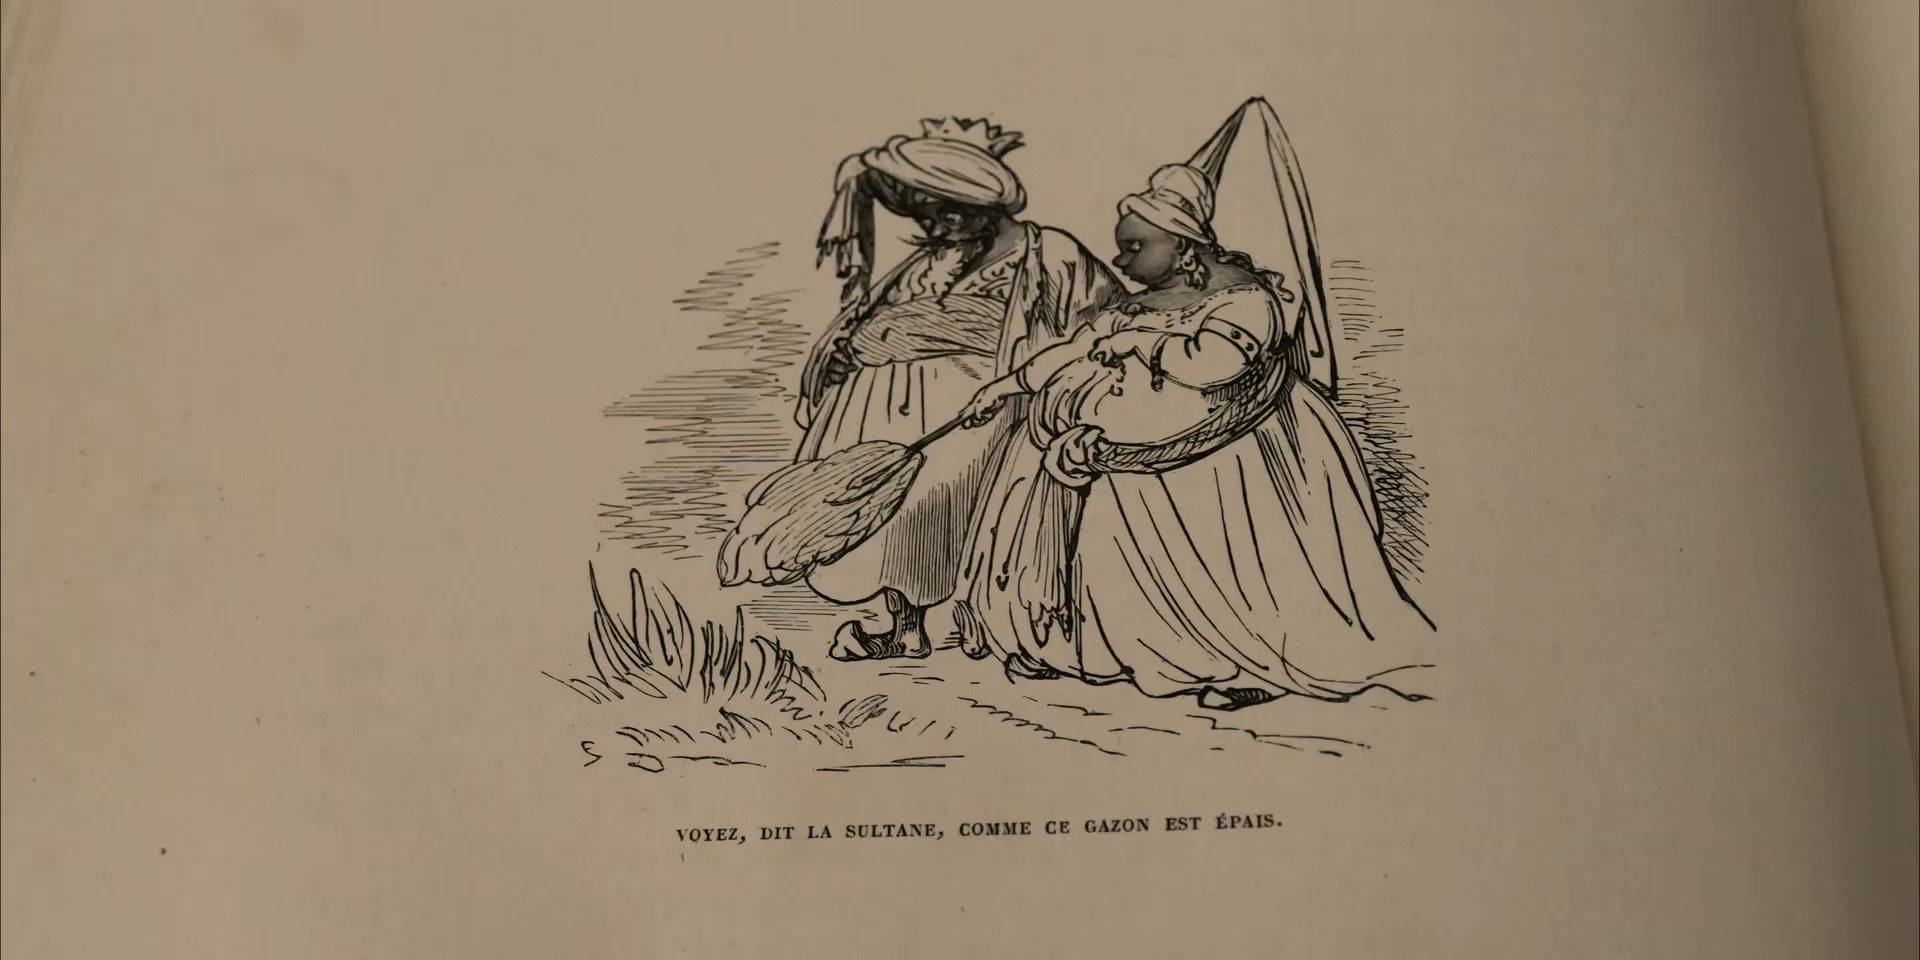 VOYEZ, DIT LA SULTANE, COMME CE GAZON EST ÉPAIS.